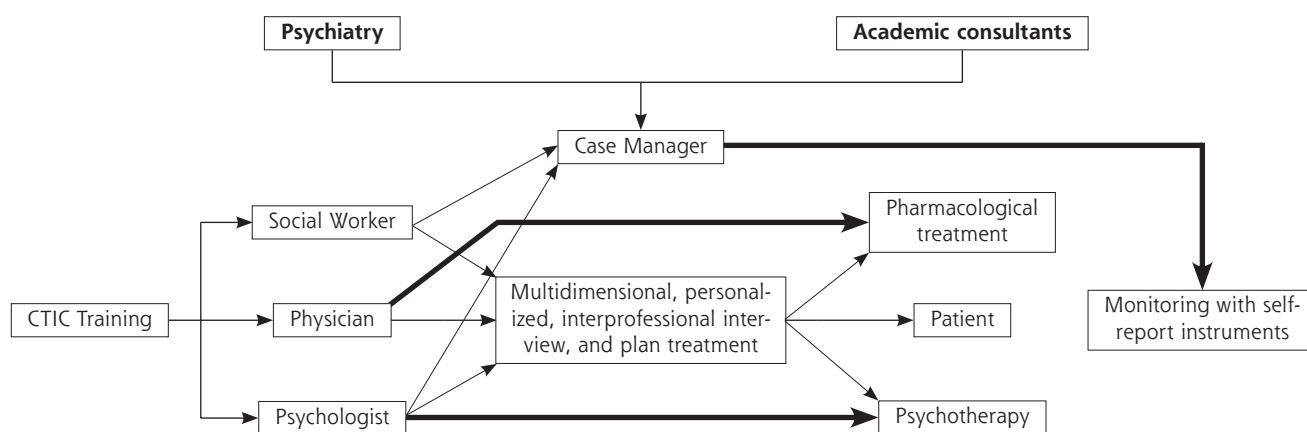 Psychiatry
Academic consultants
Case Manager
Social Worker
Pharmacological
treatment
CTIC Training
Physician
Multidimensional, personal-
ized, interprofessional inter-
view, and plan treatment
Patient
Monitoring with self-
report instruments
Psychologist
Psychotherapy